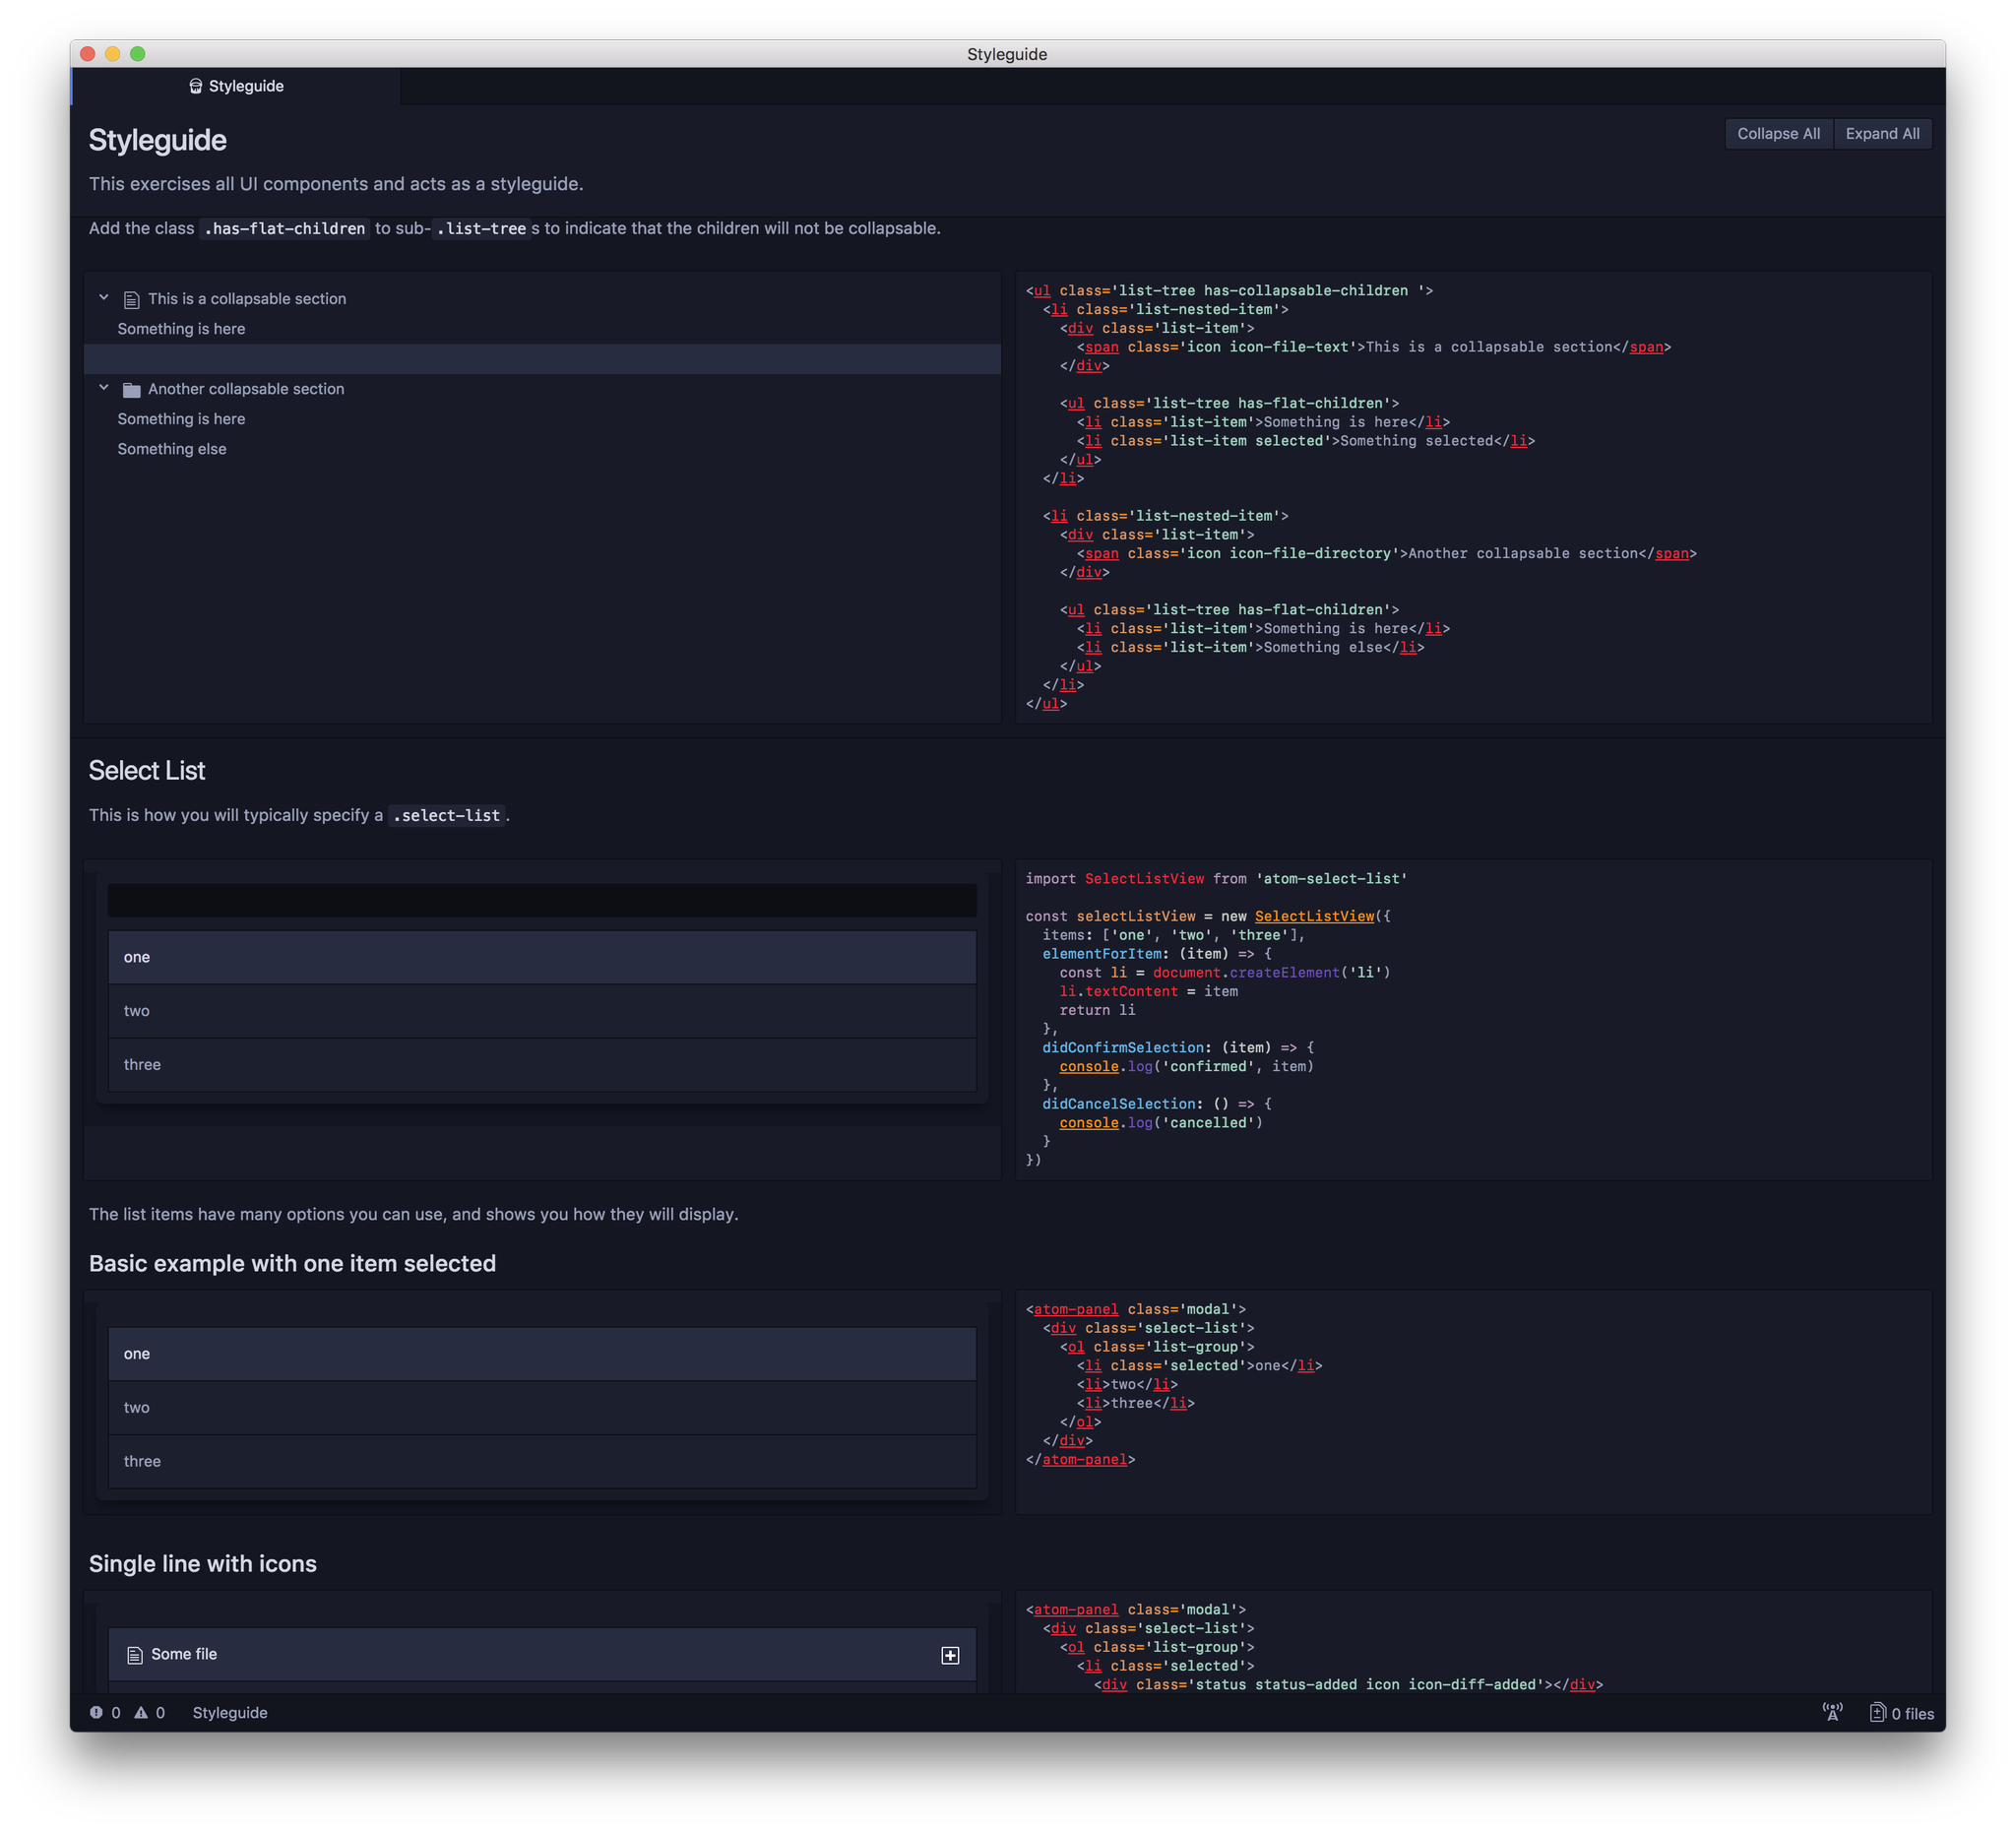 Styleguide
Styleguide
Styleguide
Collapse All Expand All
This exercises all UI components and acts as a styleguide.
Add the class .has-flat-children to sub- .list-tree s to indicate that the children will not be collapsable.
This is a collapsable section
Something is here
Another collapsable section
Something is here
Something else
<ul class='list-tree has-collapsable-children '>
<li class='list-nested-item'>
<div class='list-item'>
<span class='icon icon-file-text'>This is a collapsable section</span>
</div>
<ul class='list-tree has-flat-children'>
<li class='list-item'>Something is here</li>
<li class='list-item selected'>Something selected</li>
</ul>
</li>
<li class='list-nested-item'>
<div class='list-item'>
<span class='icon icon-file-directory'>Another collapsable section</span>
</div>
<ul class='list-tree has-flat-children'>
<li class='list-item'>Something is here</li>
<li class='list-item'>Something else</li>
</ul>
</li>
</ul>
Select List
This is how you will typically specify a .select-list .
one
two
three
import SelectListView from 'atom-select-list'
const selectListView = new SelectListView({
items: ['one', 'two', 'three'],
elementForItem: (item) => {
const li = document.createElement('li')
li.textContent = item
return li
},
didConfirmSelection: (item) => {
console.log('confirmed', item)
},
didCancelSelection: () => {
console.log('cancelled')
}
})
The list items have many options you can use, and shows you how they will display.
Basic example with one item selected
one
two
three
<atom-panel class='modal'>
<div class='select-list'>
<ol class='list-group'>
<li class='selected'>one</li>
<li>two</li>
<li>three</li>
</ol>
</div>
</atom-panel>
Single line with icons
Some file
<atom-panel class='modal'>
<div class='select-list'>
<ol class='list-group'>
<li class='selected'>
<div class='status status-added icon icon-diff-added'></div>
0 0 Styleguide 0 files